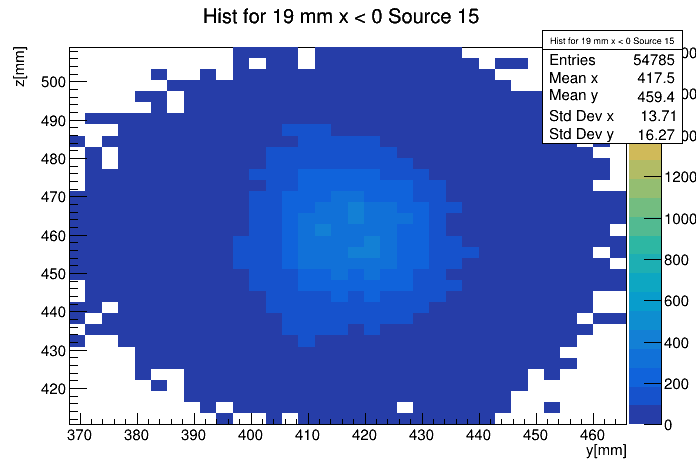 Hist for 19 mm x < 0 Source 15
z[mm]
Hist for 19 mm x < 0 Source 15
Entries 54785
Mean x 417.5
Mean y 459.4
Std Dev x 13.71
Std Dev y 16.27
500
490
480
470
460
450
440
430
420
370 380 390 400 410 420 430 440 450 460
y[mm]
1200
1000
800
600
400
200
0